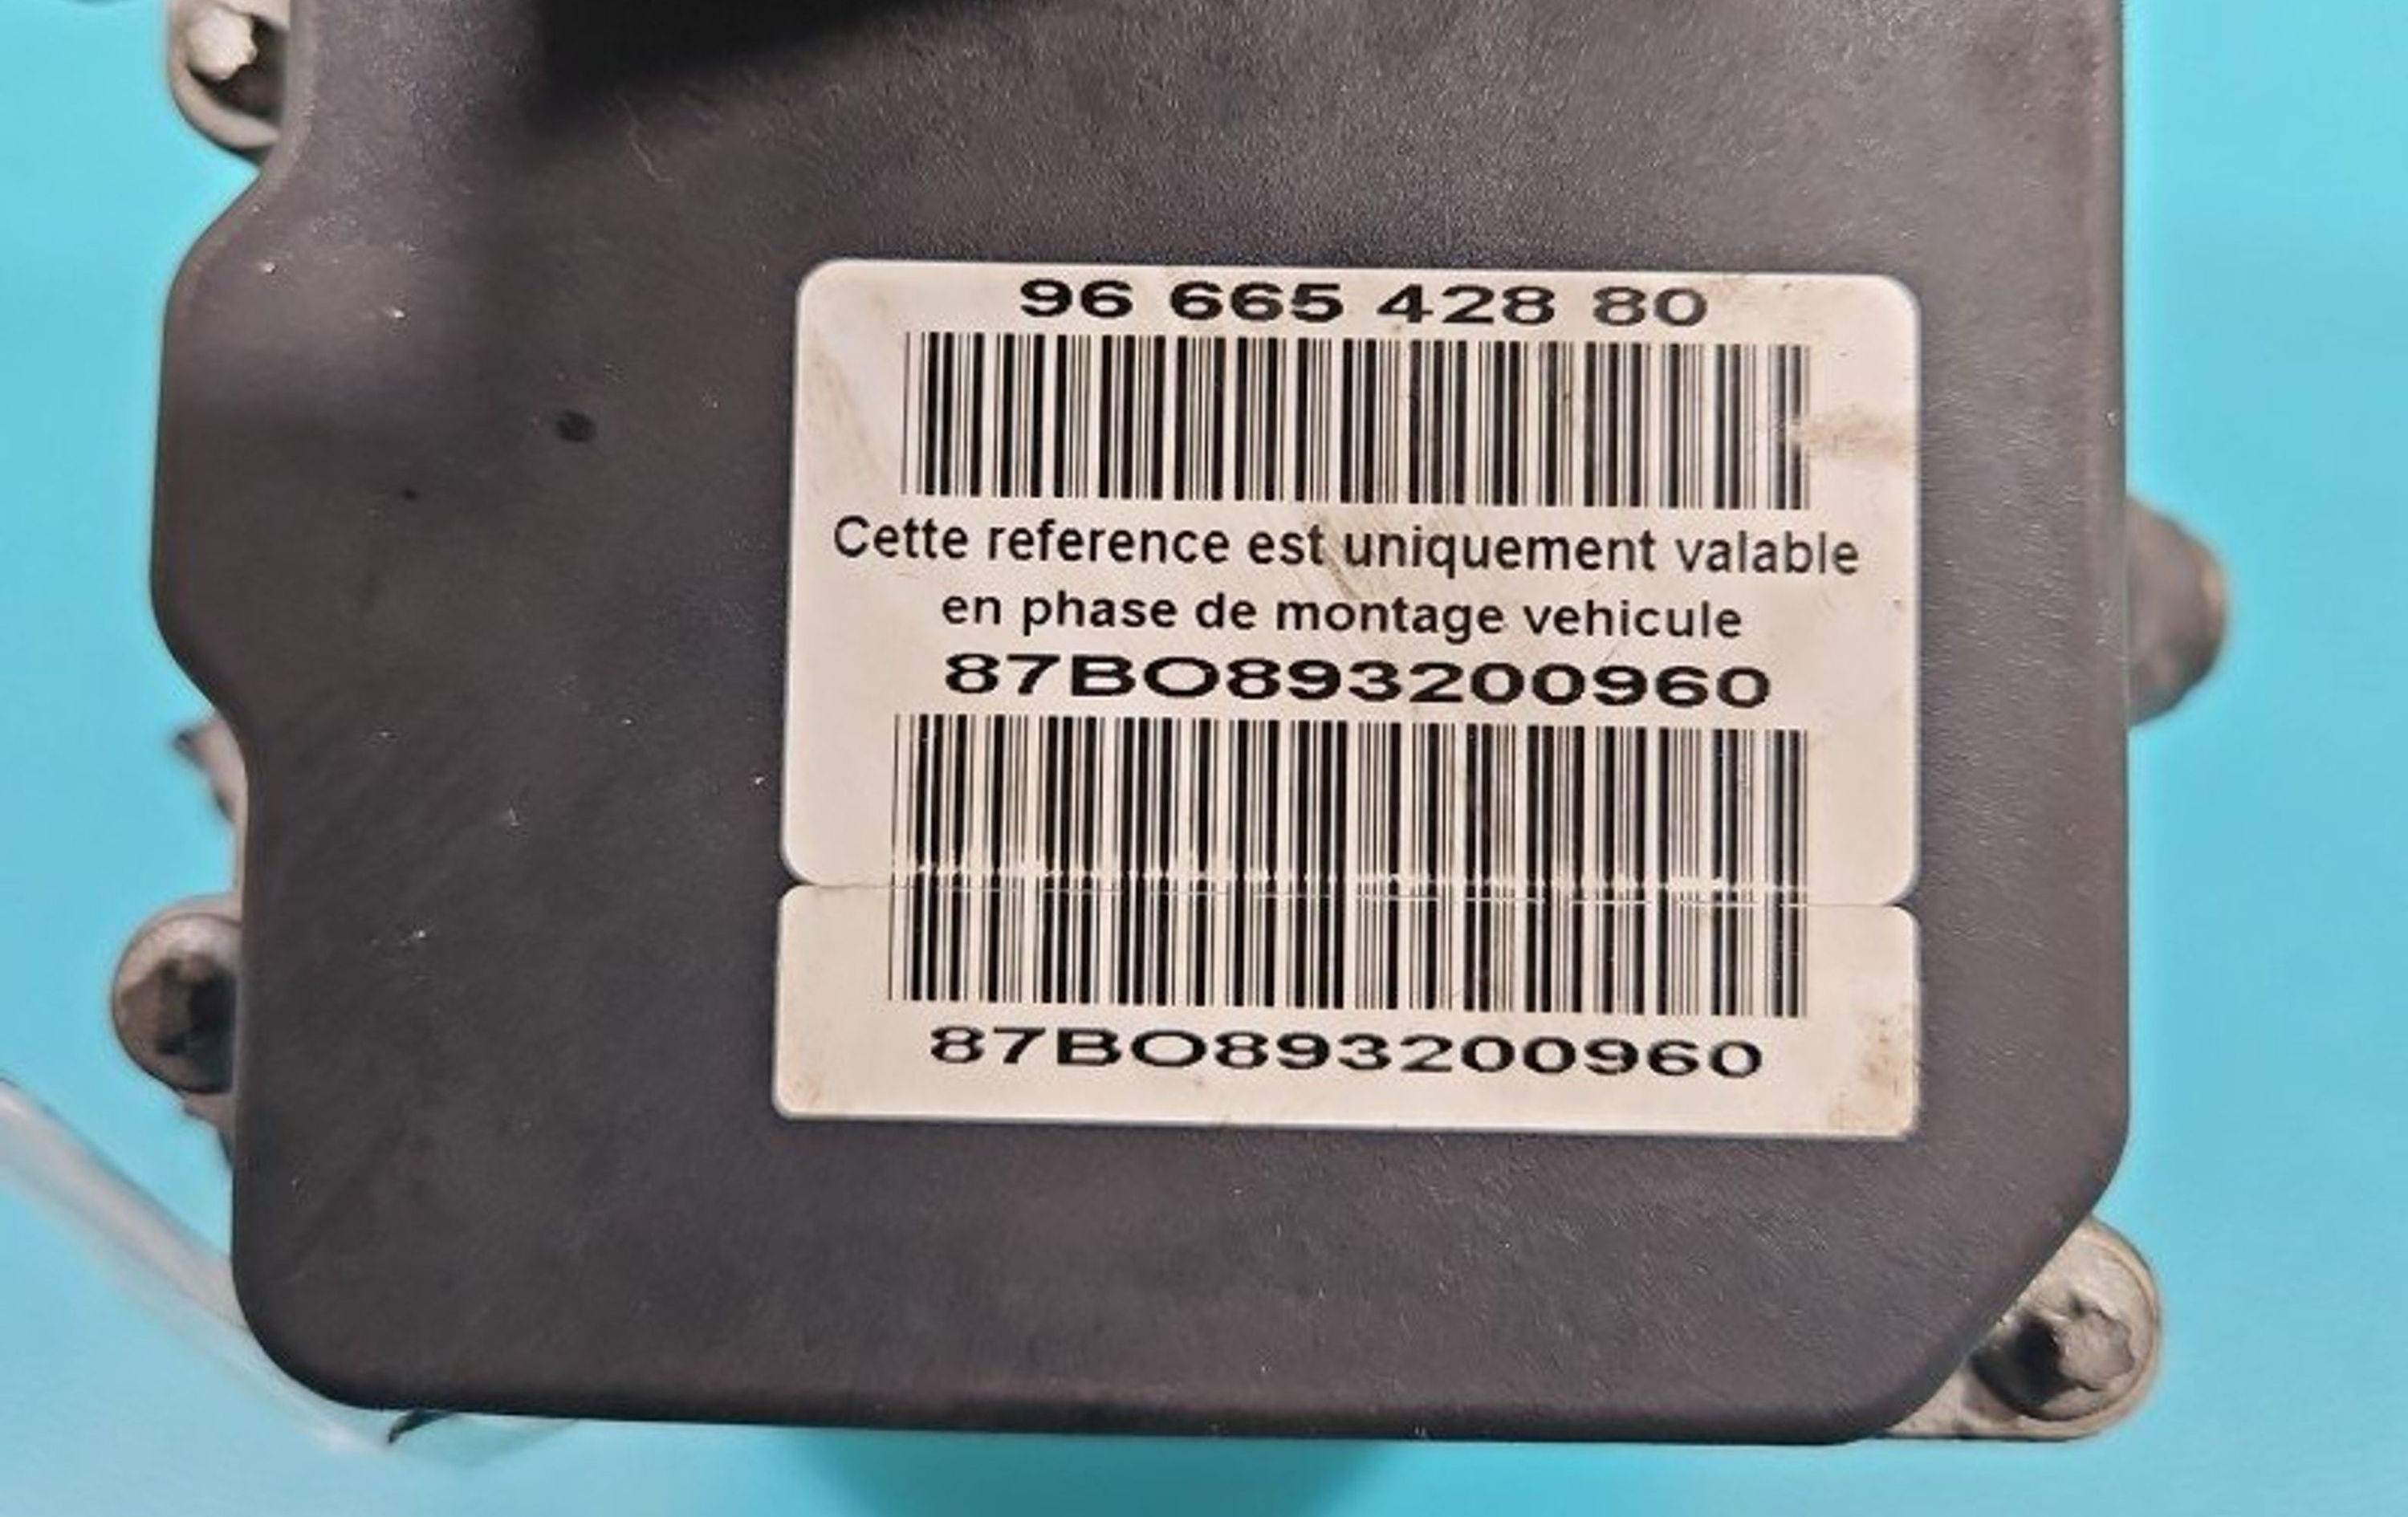 96 665 428 80
Cette reference est uniquement valable
en phase de montage vehicule
87BO893200960
87BO893200960